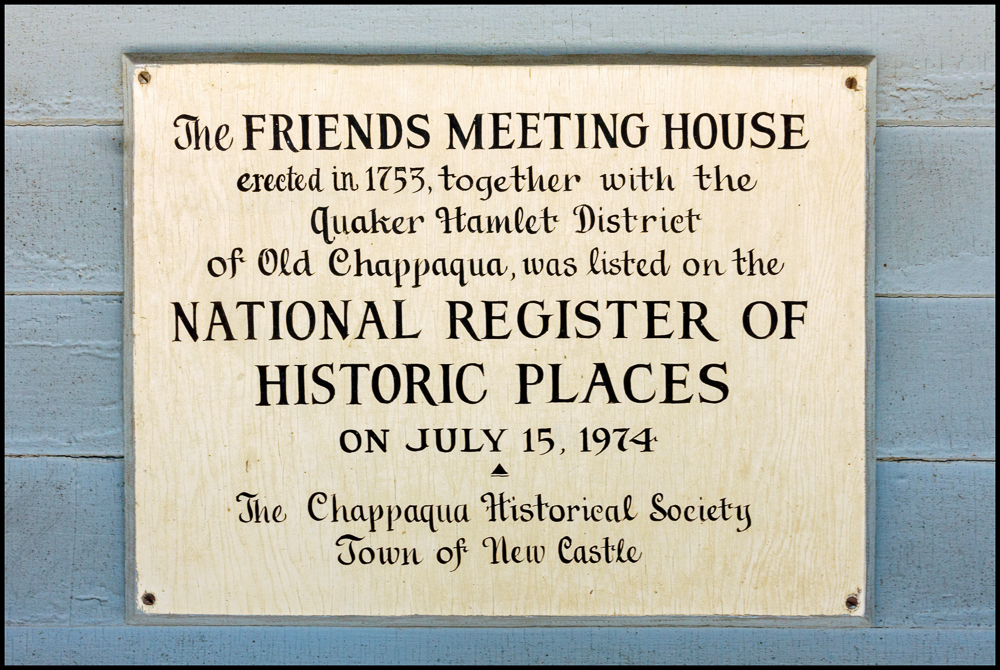 The FRIENDS MEETING HOUSE
erected in 1753, together with the
Quaker Hamlet District
of Old Chappaqua, was listed on the
NATIONAL REGISTER OF
HISTORIC PLACES
ON JULY 15, 1974
The Chappaqua Historical Society
Town of New Castle